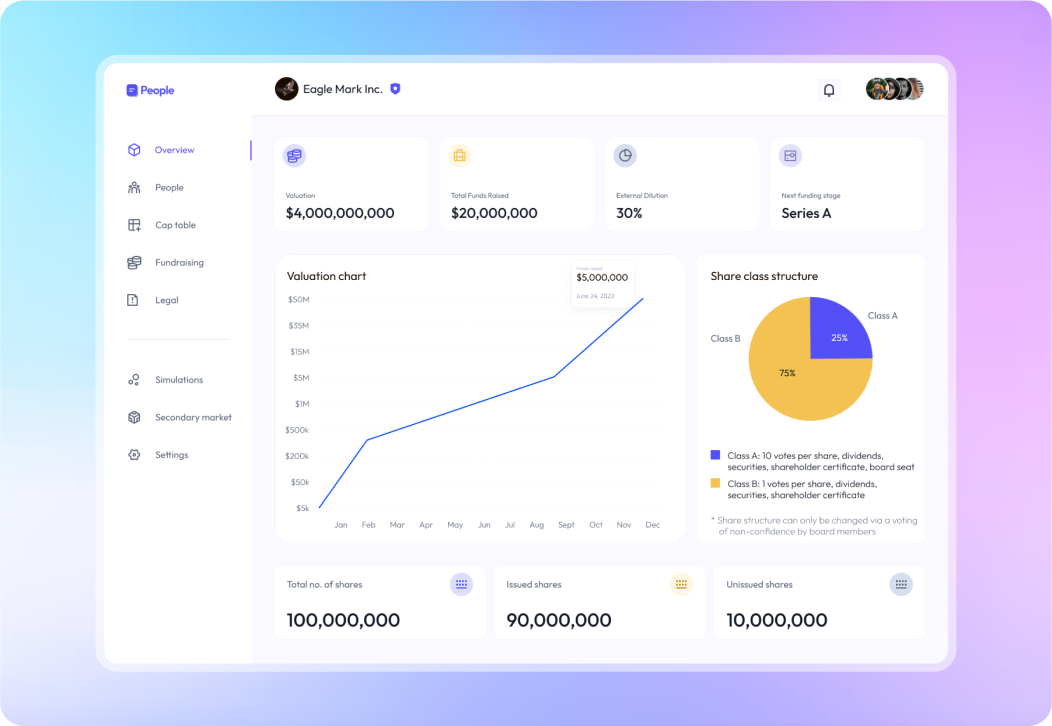 People
Eagle Mark Inc.
Overview
People
Cap table
Fundraising
Legal
Simulations
Secondary market
Settings
Valuation
$4,000,000,000
Total Funds Raised
$20,000,000
External Dilution
30%
Next funding stage
Series A
Valuation chart
Funds raised
$5,000,000
June 24, 2023
$50M
$35M
$15M
$5M
$1M
$500k
$200k
$50k
$5k
Jan Feb Mar Apr May Jun Jul Aug Sept Oct Nov Dec
Share class structure
Class A
Class B
25%
75%
Class A: 10 votes per share, dividends,
securities, shareholder certificate, board seat
Class B: 1 votes per share, dividends,
securities, shareholder certificate
* Share structure can only be changed via a voting
of non-confidence by board members
Total no. of shares
100,000,000
Issued shares
90,000,000
Unissued shares
10,000,000